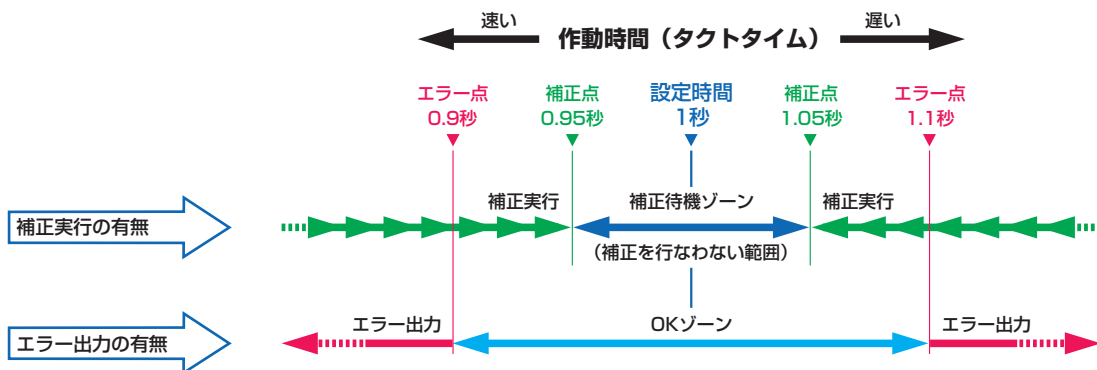 速い
作動時間（タクトタイム）
遅い
エラー点
0.9秒
補正点
0.95秒
設定時間
1秒
補正点
1.05秒
エラー点
1.1秒
補正実行の有無
補正実行
補正待機ゾーン
補正実行
（補正を行なわない範囲）
エラー出力の有無
エラー出力
OKゾーン
エラー出力